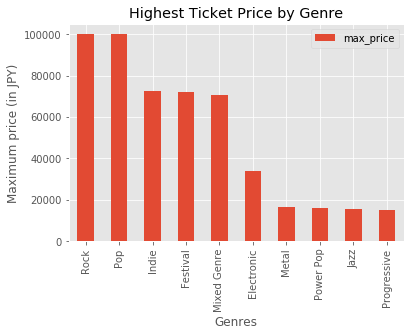 Highest Ticket Price by Genre
max_price
Maximum price (in JPY)
100000
80000
60000
40000
20000
0
Rock
Pop
Indie
Festival
Mixed Genre
Electronic
Metal
Power Pop
Jazz
Progressive
Genres